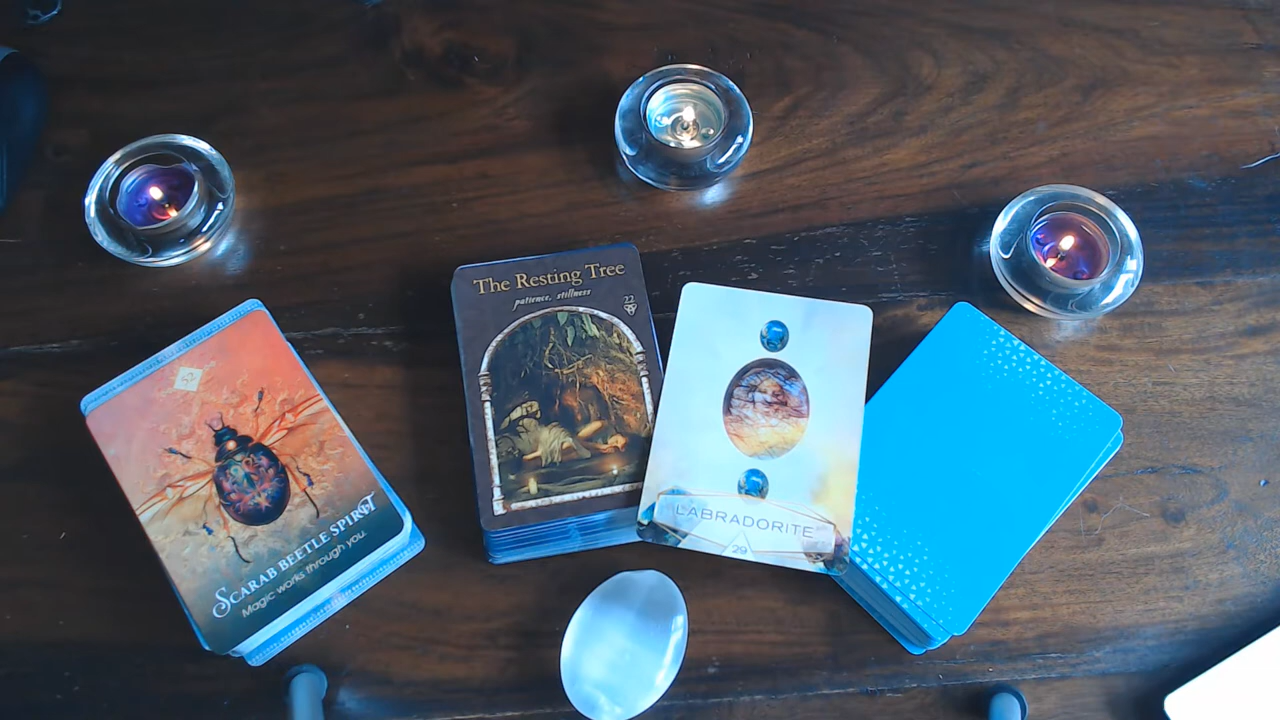 The Resting Tree
patience, stillness
22
SCARAB BEETLE SPIRIT
Magic works through you.
LABRADORITE
29